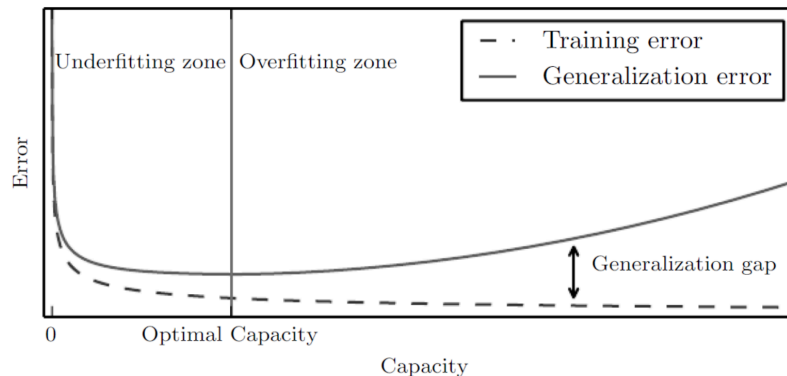 Training error
Generalization error
Underfitting zone
Overfitting zone
Error
Generalization gap
0
Optimal Capacity
Capacity